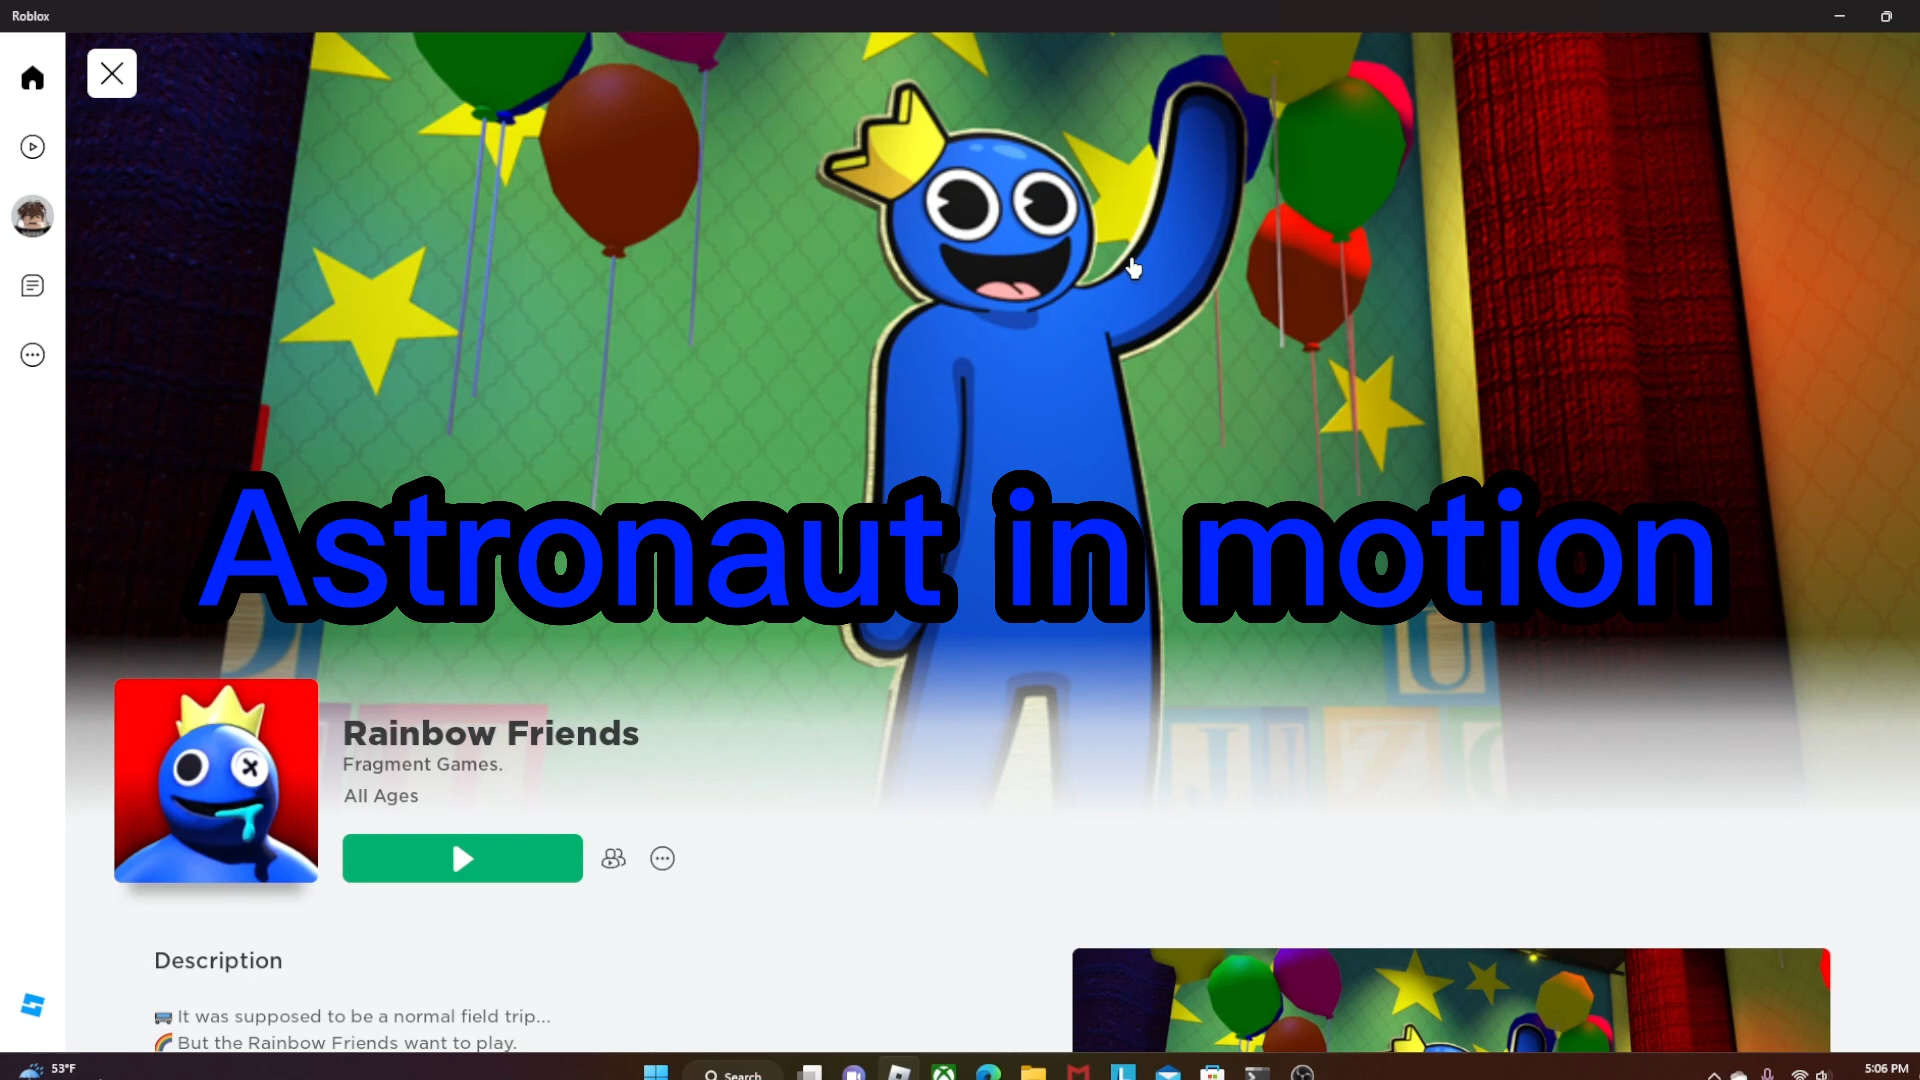 Roblox
Astronaut in motion
U
Rainbow Friends
Fragment Games.
All Ages
Description
It was supposed to be a normal field trip...
But the Rainbow Friends want to play.
53°F
Search
5:06 PM